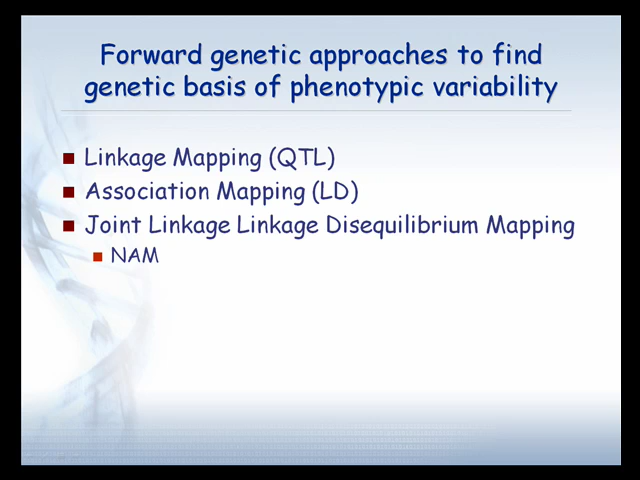 Forward genetic approaches to find
genetic basis of phenotypic variability
Linkage Mapping (QTL)
Association Mapping (LD)
Joint Linkage Linkage Disequilibrium Mapping
NAM